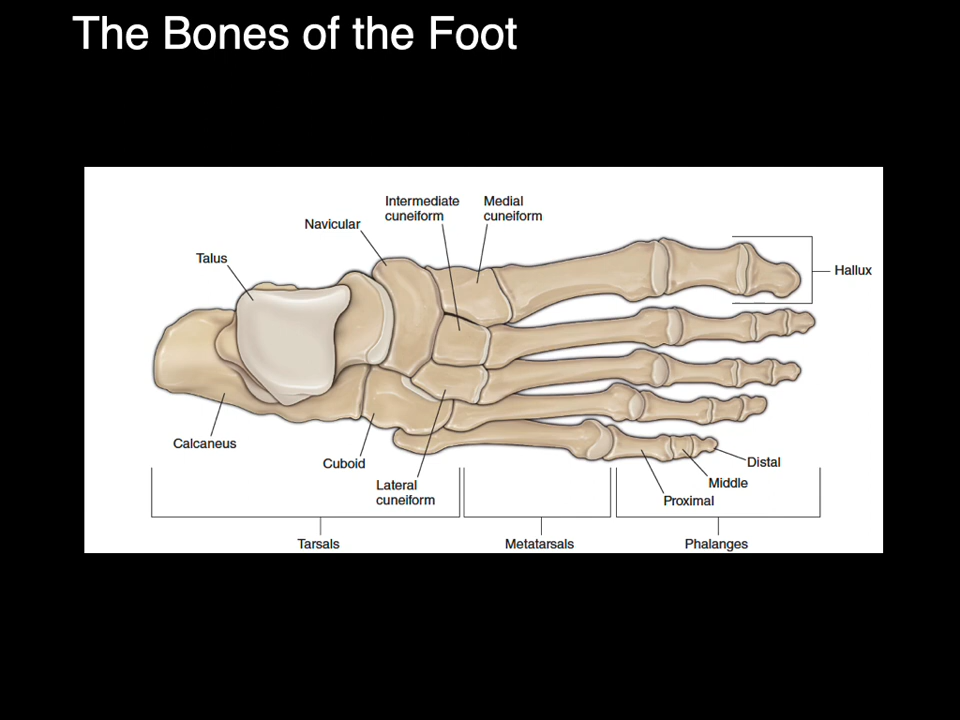 The Bones of the Foot
Intermediate
cuneiform
Medial
cuneiform
Navicular
Talus
Hallux
Calcaneus
Cuboid
Lateral
cuneiform
Distal
Middle
Proximal
Tarsals
Metatarsals
Phalanges